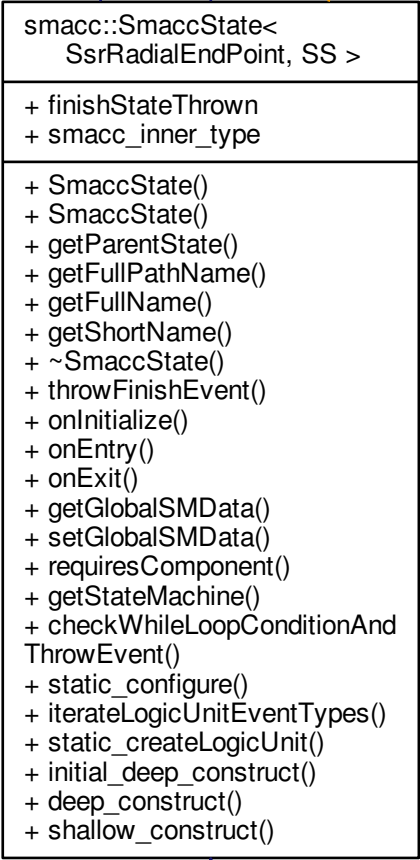 smacc::SmaccState<
SsrRadialEndPoint, SS >
+ finishStateThrown
+ smacc_inner_type
+ SmaccState()
+ SmaccState()
+ getParentState()
+ getFullPathName()
+ getFullName()
+ getShortName()
+ ~SmaccState()
+ throwFinishEvent()
+ onInitialize()
+ onEntry()
+ onExit()
+ getGlobalSMData()
+ setGlobalSMData()
+ requiresComponent()
+ getStateMachine()
+ checkWhileLoopConditionAnd
ThrowEvent()
+ static_configure()
+ iterateLogicUnitEventTypes()
+ static_createLogicUnit()
+ initial_deep_construct()
+ deep_construct()
+ shallow_construct()